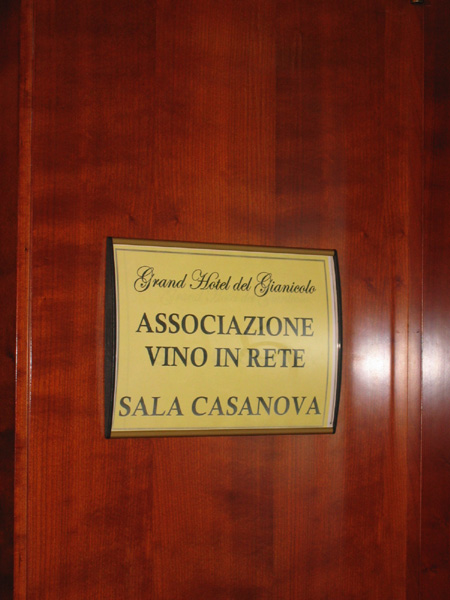 Grand Hotel del Gianicolo
ASSOCIAZIONE
VINO IN RETE
SALA CASANOVA